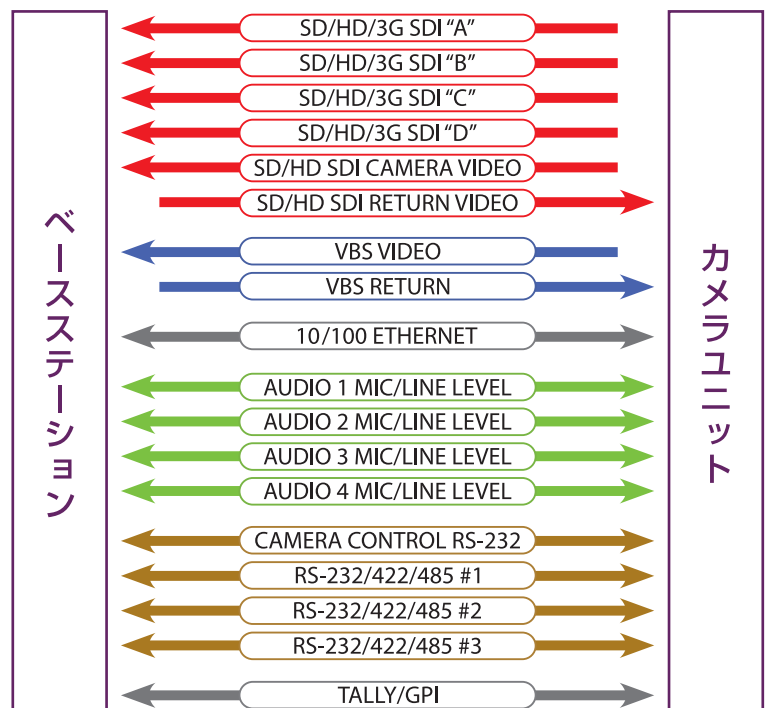 ベースステーション
SD/HD/3G SDI “A”
SD/HD/3G SDI “B”
SD/HD/3G SDI “C”
SD/HD/3G SDI “D”
SD/HD SDI CAMERA VIDEO
SD/HD SDI RETURN VIDEO
VBS VIDEO
VBS RETURN
10/100 ETHERNET
AUDIO 1 MIC/LINE LEVEL
AUDIO 2 MIC/LINE LEVEL
AUDIO 3 MIC/LINE LEVEL
AUDIO 4 MIC/LINE LEVEL
CAMERA CONTROL RS-232
RS-232/422/485 #1
RS-232/422/485 #2
RS-232/422/485 #3
TALLY/GPI
カメラユニット